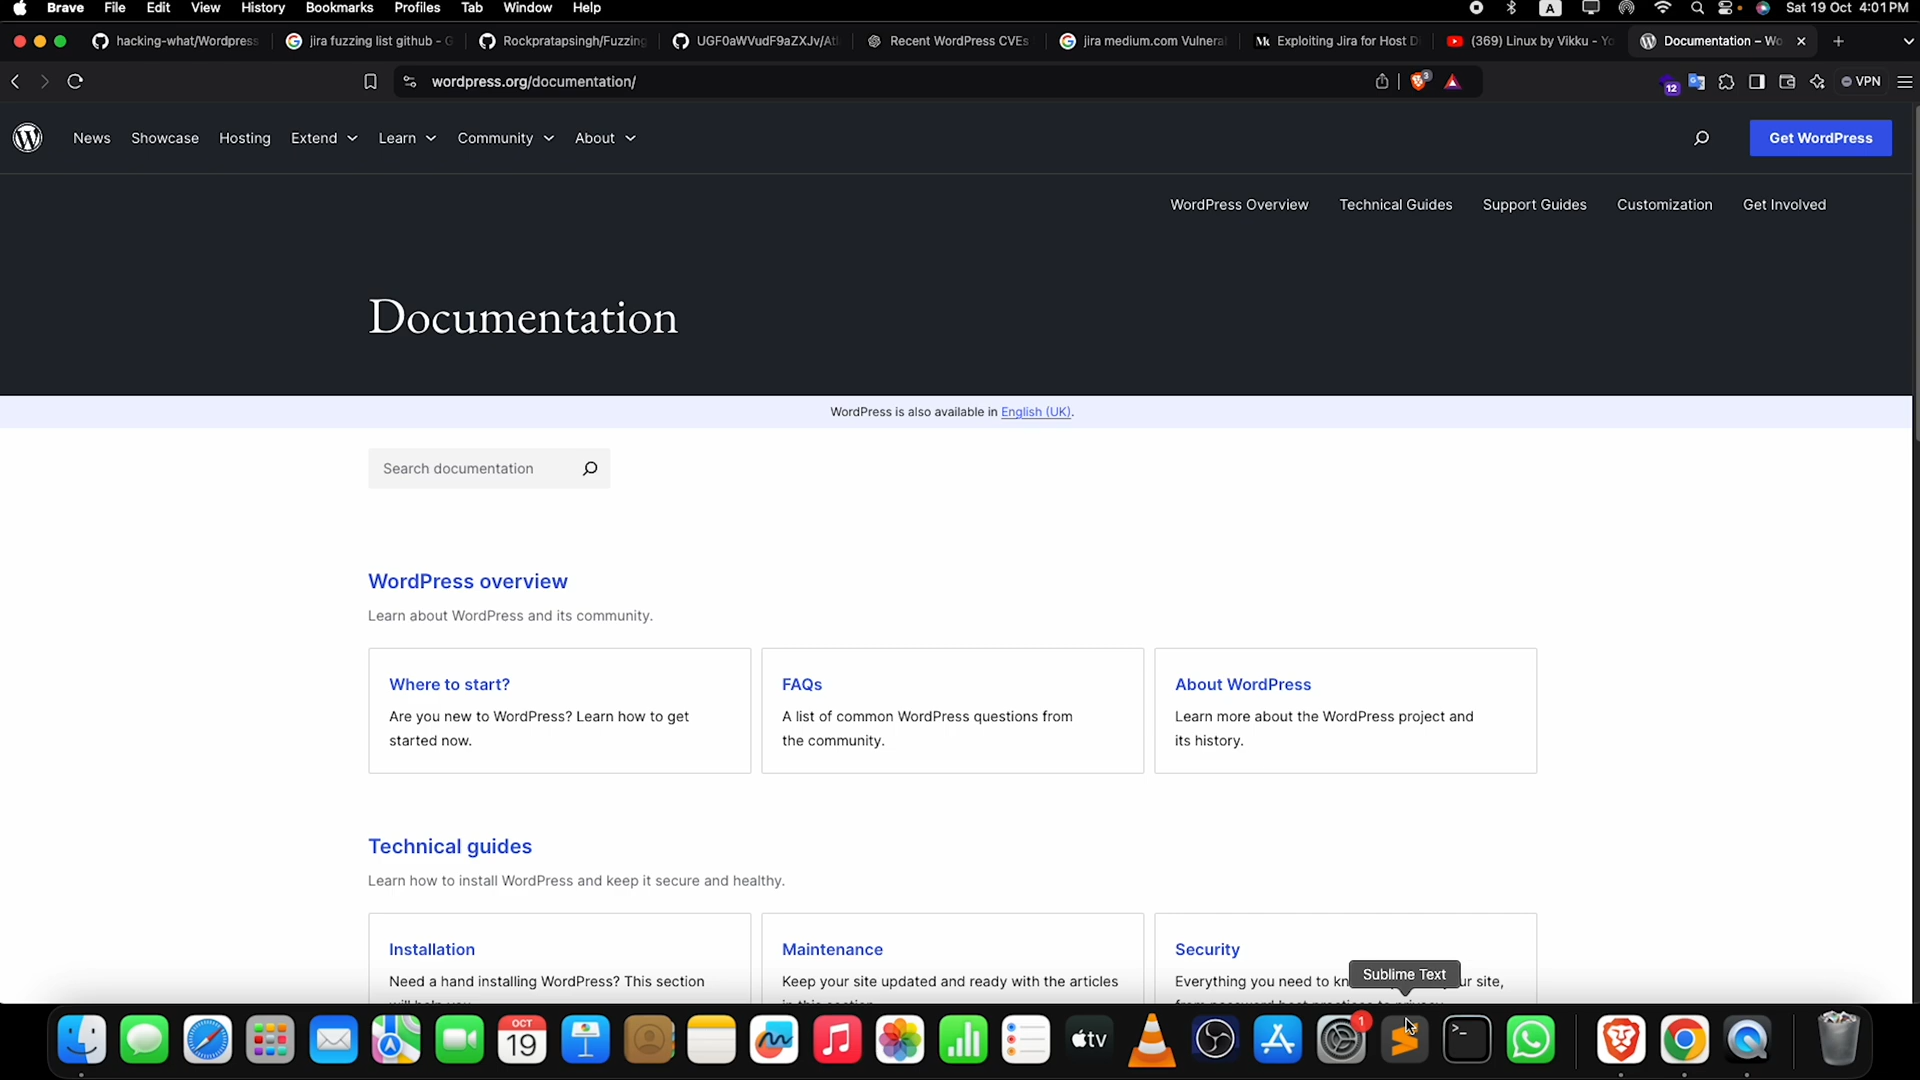 Brave File Edit View History Bookmarks Profiles Tab Window Help A Sat 19 Oct 4:01 PM
hacking-what/Wordpress jira fuzzing list github - G Rockpratapsingh/Fuzzing UGF0aWVudF9aZXJv/Atl Recent WordPress CVEs jira medium.com Vulnera Exploiting Jira for Host D (369) Linux by Vikku - Yo Documentation – Wo
wordpress.org/documentation/ 3 12 VPN
News Showcase Hosting Extend Learn Community About Get WordPress
WordPress Overview Technical Guides Support Guides Customization Get Involved
Documentation
WordPress is also available in English (UK).
Search documentation
WordPress overview
Learn about WordPress and its community.
Where to start?
Are you new to WordPress? Learn how to get
started now.
FAQs
A list of common WordPress questions from
the community.
About WordPress
Learn more about the WordPress project and
its history.
Technical guides
Learn how to install WordPress and keep it secure and healthy.
Installation
Need a hand installing WordPress? This section
Maintenance
Keep your site updated and ready with the articles
Security
Everything you need to kn ur site,
Sublime Text
OCT
19
tv
1